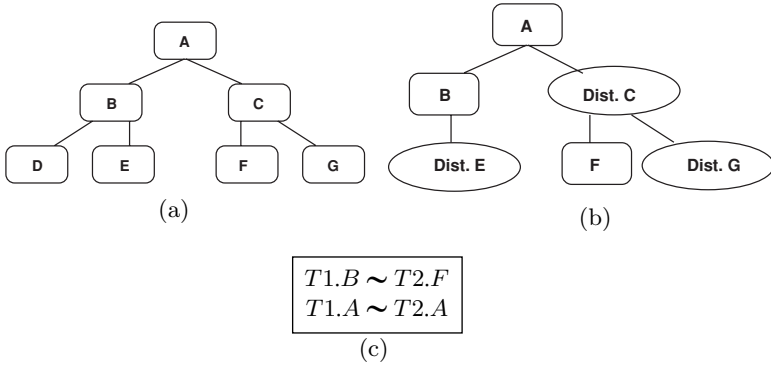 A
B
C
D
E
F
G
(a)
A
B
Dist. C
Dist. E
F
Dist. G
(b)
T1.B ∼ T2.F
T1.A ∼ T2.A
(c)